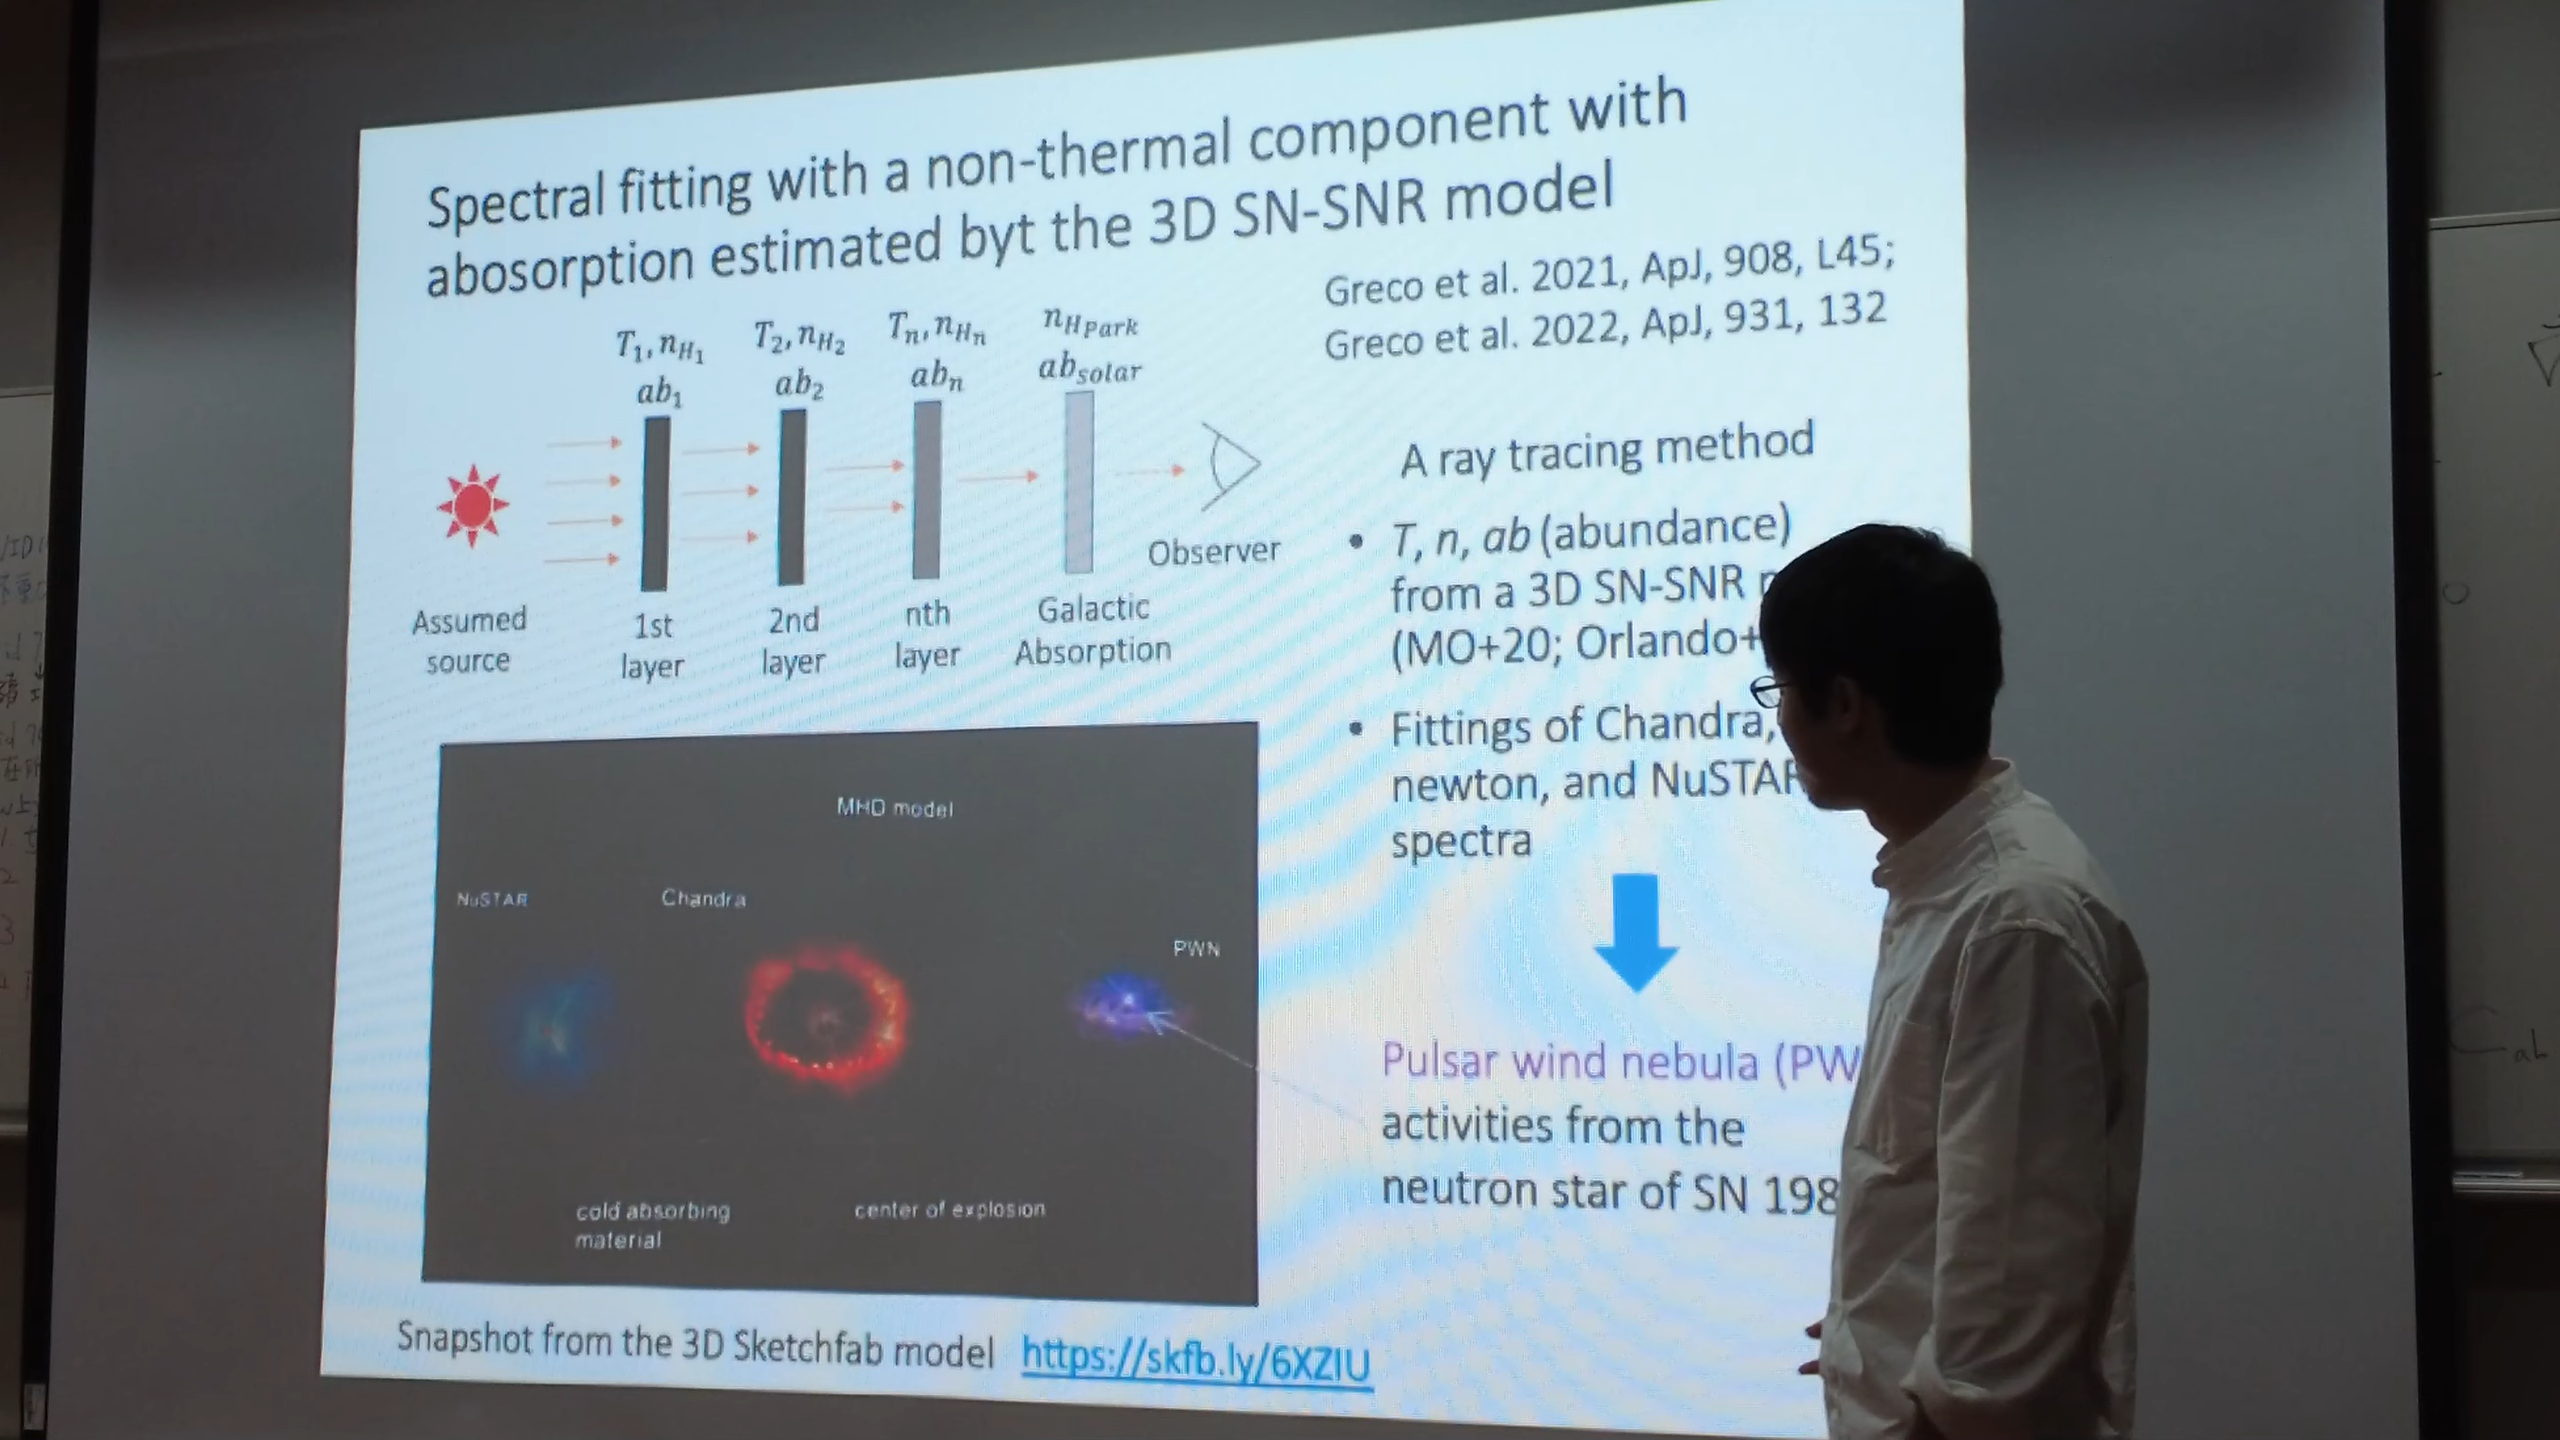 Spectral fitting with a non-thermal component with
abosorption estimated byt the 3D SN-SNR model
Greco et al. 2021, ApJ, 908, L45;
Greco et al. 2022, ApJ, 931, 132
T₁, n_H₁
ab₁
T₂, n_H₂
ab₂
Tₙ, n_Hₙ
abₙ
n_HPark
ab_solar
Observer
Assumed
source
1st
layer
2nd
layer
nth
layer
Galactic
Absorption
A ray tracing method
• T, n, ab (abundance)
from a 3D SN-SNR
(MO+20; Orlando+
• Fittings of Chandra,
newton, and NuSTAR
spectra
Pulsar wind nebula (PW
activities from the
neutron star of SN 198
MHD model
NuSTAR
Chandra
PWN
cold absorbing
material
center of explosion
Snapshot from the 3D Sketchfab model https://skfb.ly/6XZIU